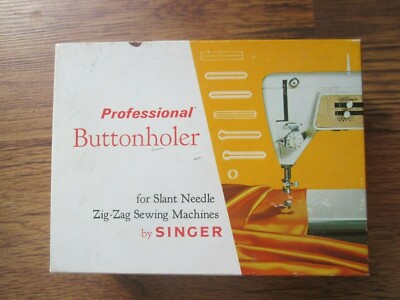 Professional
Buttonholer
for Slant Needle
Zig-Zag Sewing Machines
by SINGER